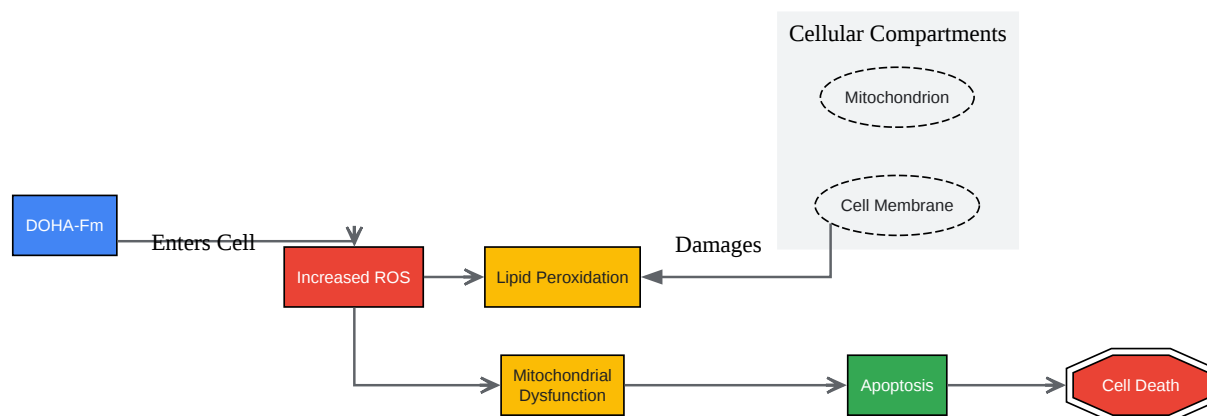 Cellular Compartments
Mitochondrion
Cell Membrane
DOHA-Fm
Enters Cell
Damages
Increased ROS
Lipid Peroxidation
Mitochondrial
Dysfunction
Apoptosis
Cell Death